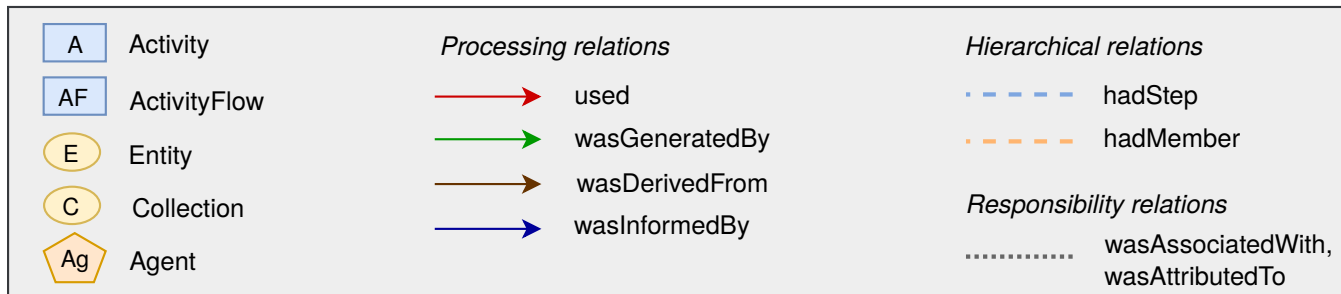 A Activity
AF ActivityFlow
E Entity
C Collection
Ag Agent
Processing relations
used
wasGeneratedBy
wasDerivedFrom
wasInformedBy
Hierarchical relations
hadStep
hadMember
Responsibility relations
wasAssociatedWith,
wasAttributedTo